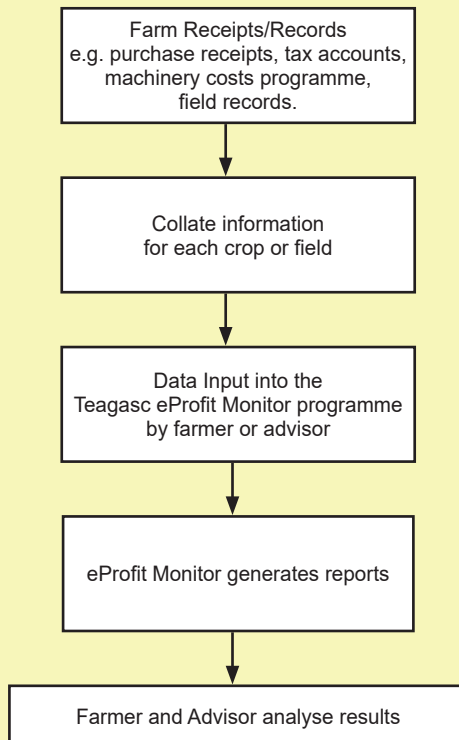 Farm Receipts/Records
e.g. purchase receipts, tax accounts,
machinery costs programme,
field records.
Collate information
for each crop or field
Data Input into the
Teagasc eProfit Monitor programme
by farmer or advisor
eProfit Monitor generates reports
Farmer and Advisor analyse results